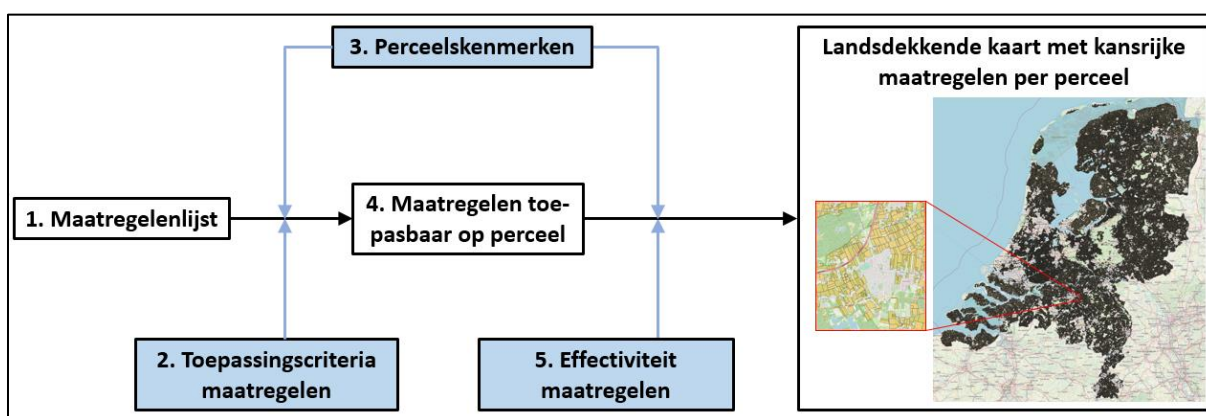 3. Perceelskenmerken
1. Maatregelenlijst
4. Maatregelen toe-
pasbaar op perceel
2. Toepassingscriteria
maatregelen
5. Effectiviteit
maatregelen
Landsdekkende kaart met kansrijke
maatregelen per perceel